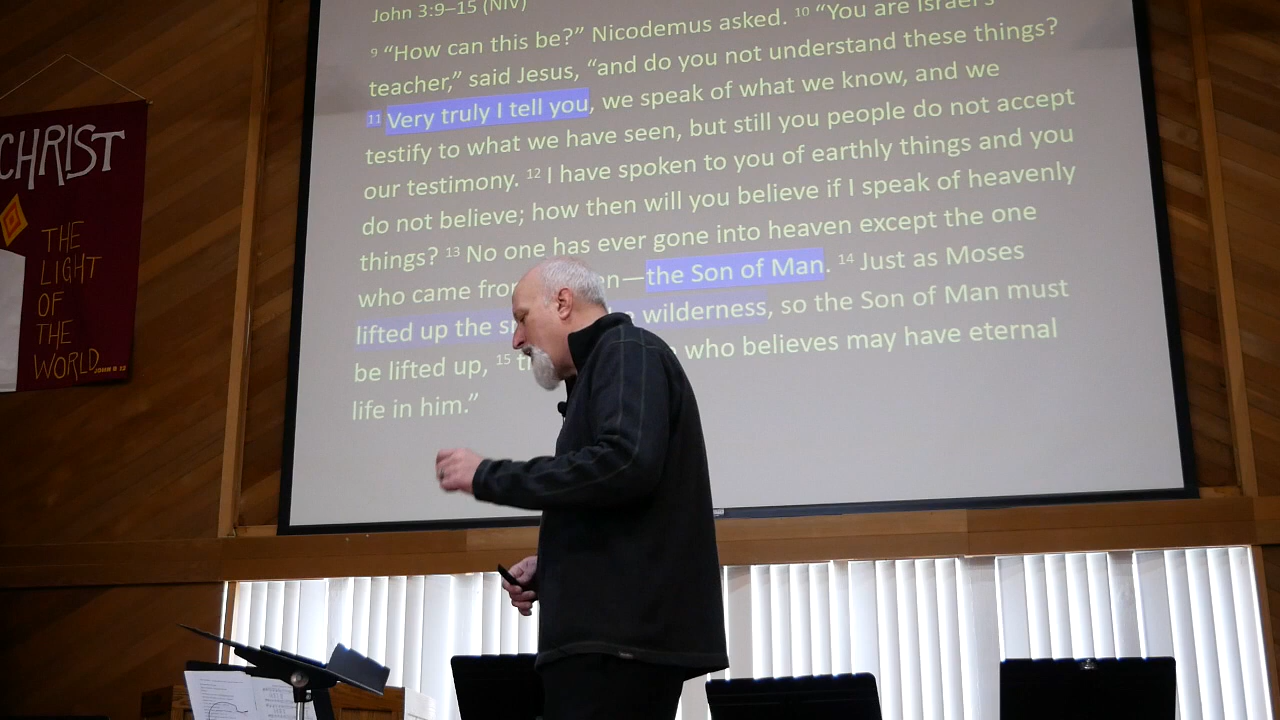 CHRIST
THE
LIGHT
OF
THE
WORLD
JOHN 8:12
John 3:9–15 (NIV)
9 “How can this be?” Nicodemus asked. 10 “You are Israel’s
teacher,” said Jesus, “and do you not understand these things?
11 Very truly I tell you, we speak of what we know, and we
testify to what we have seen, but still you people do not accept
our testimony. 12 I have spoken to you of earthly things and you
do not believe; how then will you believe if I speak of heavenly
things? 13 No one has ever gone into heaven except the one
who came from en—the Son of Man. 14 Just as Moses
lifted up the s wilderness, so the Son of Man must
be lifted up, 15 t who believes may have eternal
life in him.”